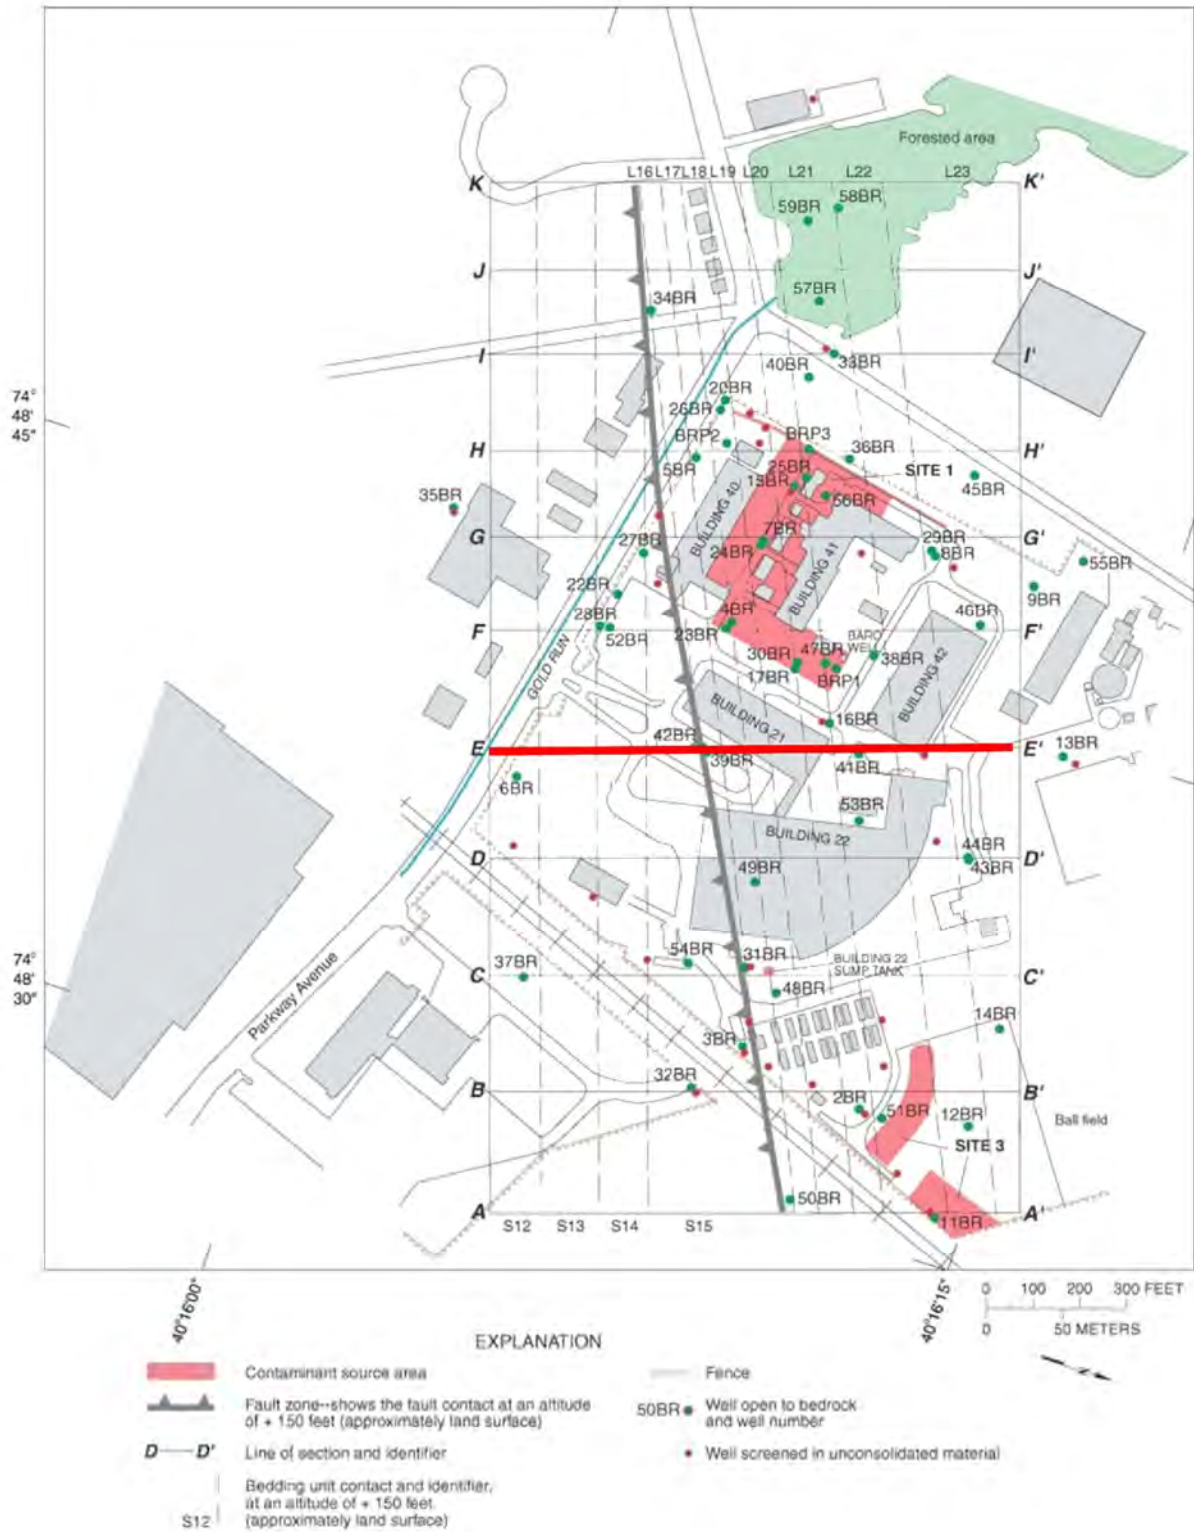 Forested area
L16 L17 L18 L19 L20 L21 L22 L23
K K'
58BR
59BR
J J'
57BR
34BR
I I'
33BR
40BR
74°
48'
45"
20BR
26BR
BRP2 BRP3
H H'
36BR
5BR
SITE 1
25BR
15BR
45BR
56BR
35BR
BUILDING 40
G G'
7BR
27BR
24BR
29BR
8BR
55BR
BUILDING 41
22BR
9BR
28BR
4BR
46BR
F F'
52BR
23BR
BARO
WELL
47BR
30BR
38BR
17BR
BRP1
GOLD RUN
BUILDING 42
BUILDING 21
16BR
42BR
E E'
39BR
41BR
13BR
6BR
53BR
BUILDING 22
D D'
44BR
43BR
49BR
54BR
31BR
BUILDING 22
SUMP TANK
74°
48'
30"
37BR
C C'
48BR
Parkway Avenue
14BR
3BR
32BR
B B'
2BR
51BR
12BR
Ball field
SITE 3
50BR
A A'
11BR
S12 S13 S14 S15
40°16'00"
40°16'15"
0 100 200 300 FEET
0 50 METERS
EXPLANATION
Contaminant source area
Fault zone--shows the fault contact at an altitude
of + 150 feet (approximately land surface)
D D' Line of section and identifier
Bedding unit contact and identifier,
at an altitude of + 150 feet
S12 (approximately land surface)
Fence
50BR Well open to bedrock
and well number
Well screened in unconsolidated material